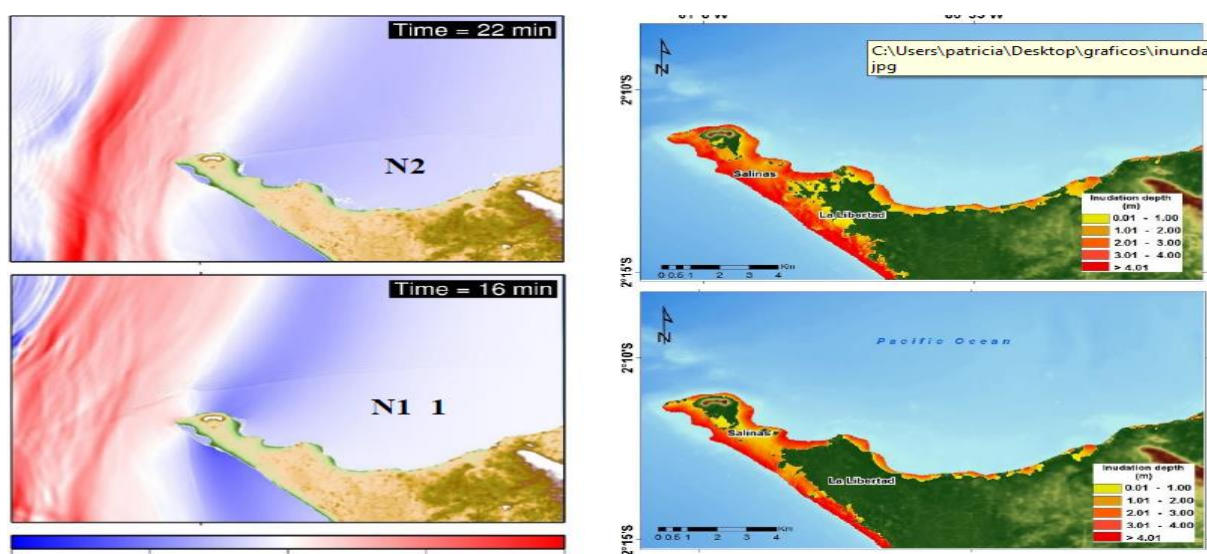 Time = 22 min
N2
Time = 16 min
N1 1
C:\Users\patricia\Desktop\graficos\inunda
jpg
N
2°10'S
Salinas
La Libertad
Inudation depth
(m)
0.01 - 1.00
1.01 - 2.00
2.01 - 3.00
3.01 - 4.00
> 4.01
Km
0 0.5 1 2 3 4
2°15'S
N
Pacific Ocean
2°10'S
Salinas
La Libertad
Inudation depth
(m)
0.01 - 1.00
1.01 - 2.00
2.01 - 3.00
3.01 - 4.00
> 4.01
Km
0 0.5 1 2 3 4
2°15'S